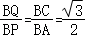 BQ/BP = BC/BA = √3/2